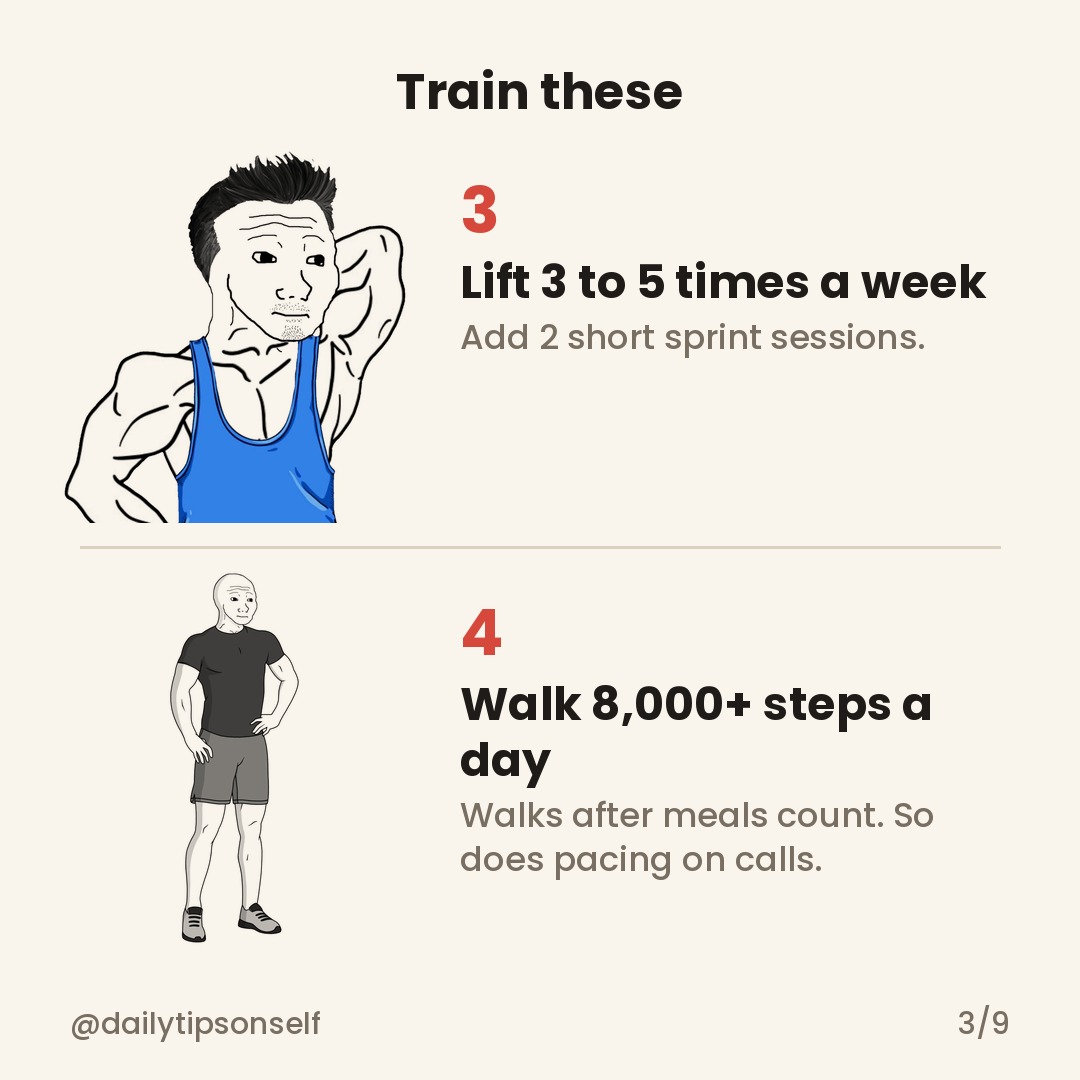 Train these
3
Lift 3 to 5 times a week
Add 2 short sprint sessions.
4
Walk 8,000+ steps a
day
Walks after meals count. So
does pacing on calls.
@dailytipsonself
3/9